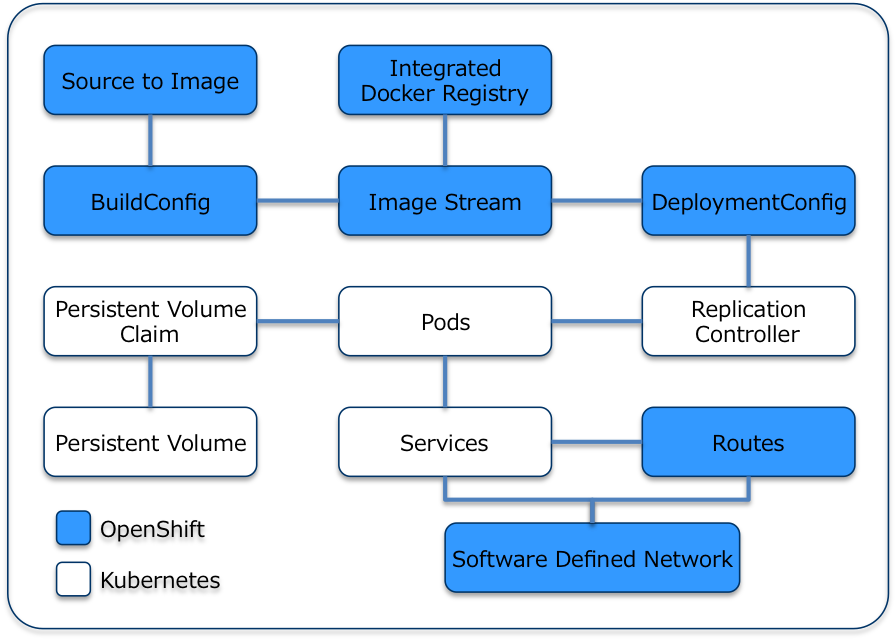 Source to Image
Integrated
Docker Registry
BuildConfig
Image Stream
DeploymentConfig
Persistent Volume
Claim
Pods
Replication
Controller
Persistent Volume
Services
Routes
OpenShift
Software Defined Network
Kubernetes